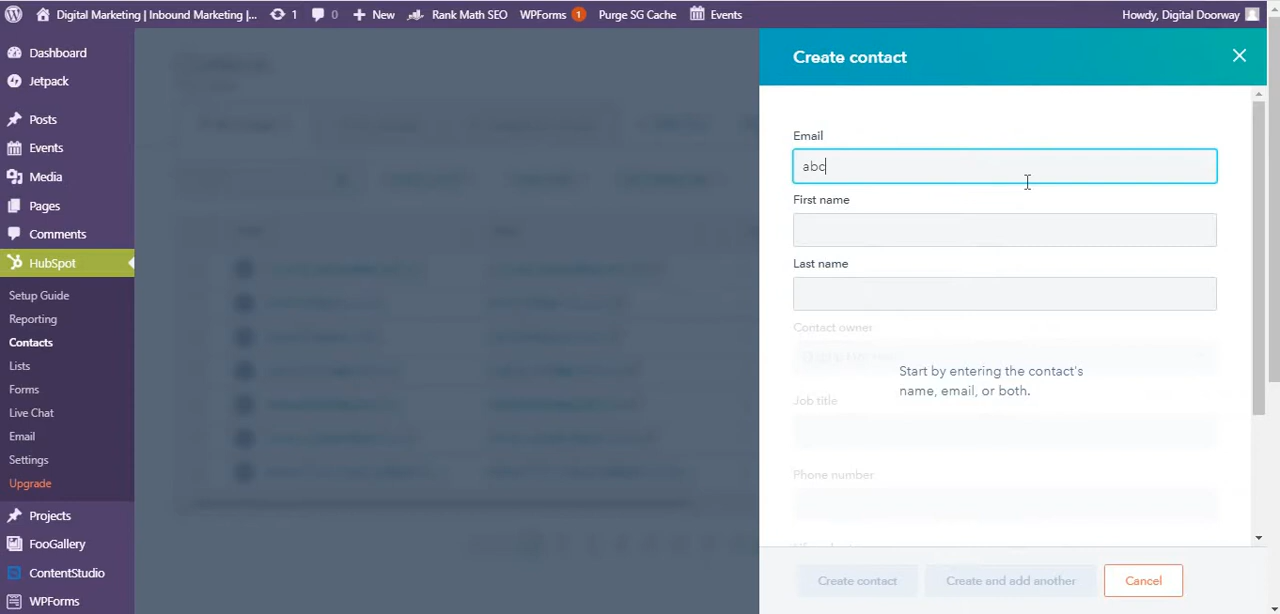 Digital Marketing | Inbound Marketing |... 1 0 New Rank Math SEO WPForms 1 Purge SG Cache Events Howdy, Digital Doorway
Dashboard
Jetpack
Posts
Events
Media
Pages
Comments
HubSpot
Setup Guide
Reporting
Contacts
Lists
Forms
Live Chat
Email
Settings
Upgrade
Projects
FooGallery
ContentStudio
WPForms
Create contact
Email
abc
First name
Last name
Contact owner
Start by entering the contact's
name, email, or both.
Job title
Phone number
Create contact Create and add another Cancel